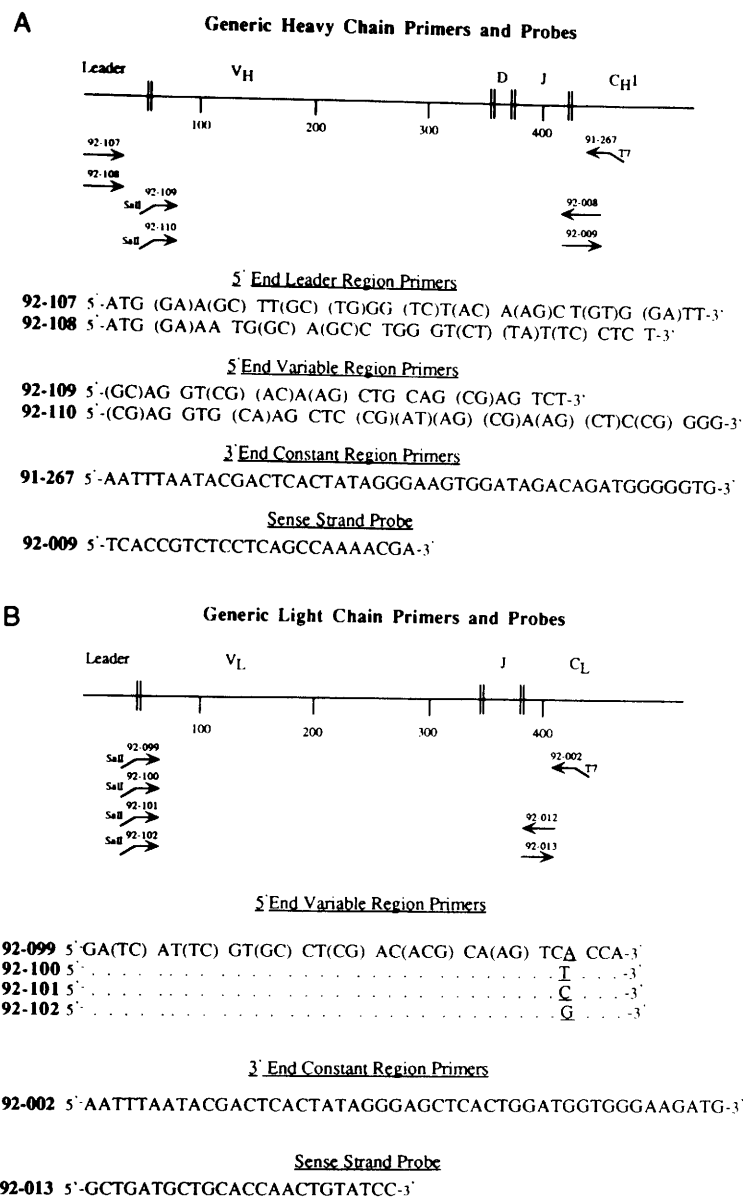 A
Generic Heavy Chain Primers and Probes
Leader VH D J CH1
100 200 300 400
92-107 91-267 T7
92-108
SalI 92-109 92-008
SalI 92-110 92-009
5' End Leader Region Primers
92-107 5'-ATG (GA)A(GC) TT(GC) (TG)GG (TC)T(AC) A(AG)C T(GT)G (GA)TT-3'
92-108 5'-ATG (GA)AA TG(GC) A(GC)C TGG GT(CT) (TA)T(TC) CTC T-3'
5' End Variable Region Primers
92-109 5'-(GC)AG GT(CG) (AC)A(AG) CTG CAG (CG)AG TCT-3'
92-110 5'-(CG)AG GTG (CA)AG CTC (CG)(AT)(AG) (CG)A(AG) (CT)C(CG) GGG-3'
3' End Constant Region Primers
91-267 5'-AATTTAATACGACTCACTATAGGGAAGTGGATAGACAGATGGGGGTG-3'
Sense Strand Probe
92-009 5'-TCACCGTCTCCTCAGCCAAAACGA-3'
B
Generic Light Chain Primers and Probes
Leader VL J CL
100 200 300 400
SalI 92-099 92-002 T7
SalI 92-100
SalI 92-101 92-012
SalI 92-102 92-013
5' End Variable Region Primers
92-099 5'-GA(TC) AT(TC) GT(GC) CT(CG) AC(ACG) CA(AG) TCA CCA-3'
92-100 5'- . . . . . . . . . . . . . . . . . . . . . . . . . . . . T . . . -3'
92-101 5'- . . . . . . . . . . . . . . . . . . . . . . . . . . . . C . . . -3'
92-102 5'- . . . . . . . . . . . . . . . . . . . . . . . . . . . . G . . . -3'
3' End Constant Region Primers
92-002 5'-AATTTAATACGACTCACTATAGGGAGCTCACTGGATGGTGGGAAGATG-3'
Sense Strand Probe
92-013 5'-GCTGATGCTGCACCAACTGTATCC-3'